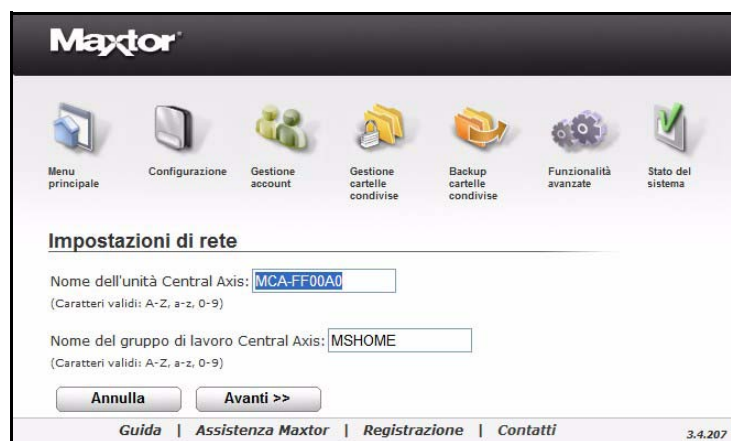 Maxtor
Menu
principale
Configurazione
Gestione
account
Gestione
cartelle
condivise
Backup
cartelle
condivise
Funzionalità
avanzate
Stato del
sistema
Impostazioni di rete
Nome dell'unità Central Axis: MCA-FF00A0
(Caratteri validi: A-Z, a-z, 0-9)
Nome del gruppo di lavoro Central Axis: MSHOME
(Caratteri validi: A-Z, a-z, 0-9)
Annulla Avanti >>
Guida | Assistenza Maxtor | Registrazione | Contatti 3.4.207